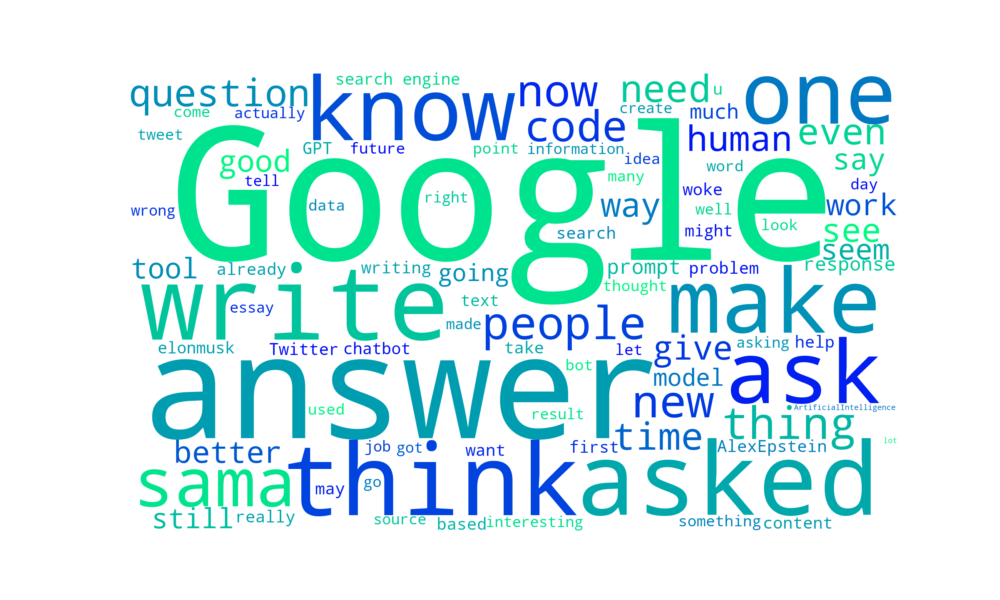 search engine
question
know
now
need
u
one
come
actually
create
much
tweet
code
human
even
GPT
future
point
information
good
idea
say
Google
tell
word
many
woke
day
data
right
way
well
work
wrong
look
search
might
see
seem
tool
already
writing
going
prompt
problem
response
write
thought
make
text
essay
made
people
elonmusk
Twitter
chatbot
take
let
give
asking
help
answer
bot
model
ask
new
ArtificialIntelligence
used
result
thing
time
better
job
got
want
first
AlexEpstein
lot
sama
think
asked
may
go
still
really
source
based
interesting
something
content